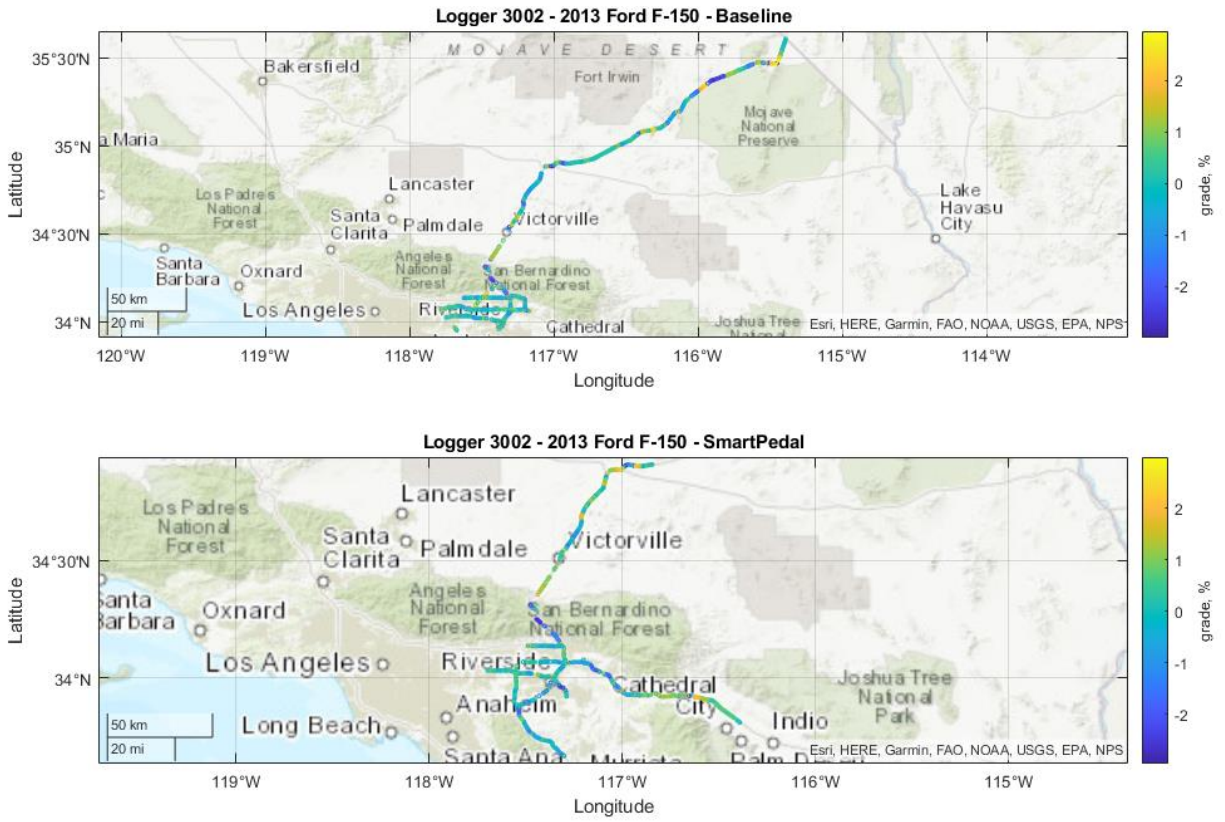 Logger 3002 - 2013 Ford F-150 - Baseline
MOJAVE DESERT
35°30'N
Bakersfield
Fort Irwin
2
a Maria
Mojave
National
Preserve
1
35°N
Lancaster
Los Padres
National
Forest
Santa
Clarita
Palmdale
Victorville
Lake
Havasu
City
0
grade, %
Latitude
34°30'N
Angeles
National
Forest
San Bernardino
National Forest
-1
Santa
Barbara
Oxnard
50 km
20 mi
Los Angeles
Riverside
Cathedral
Joshua Tree
National
-2
34°N
Esri, HERE, Garmin, FAO, NOAA, USGS, EPA, NPS
120°W
119°W
118°W
117°W
116°W
115°W
114°W
Longitude
Logger 3002 - 2013 Ford F-150 - SmartPedal
Lancaster
Los Padres
National
Forest
2
Santa
Clarita
Palmdale
Victorville
1
34°30'N
Santa
Barbara
Oxnard
Angeles
National
Forest
San Bernardino
National Forest
0
grade, %
Latitude
Los Angeles
Riverside
-1
34°N
Cathedral
City
Joshua Tree
National
Park
Anaheim
50 km
20 mi
Long Beach
Indio
-2
Santa Ana
Murrieta
Palm Desert
Esri, HERE, Garmin, FAO, NOAA, USGS, EPA, NPS
119°W
118°W
117°W
116°W
115°W
Longitude